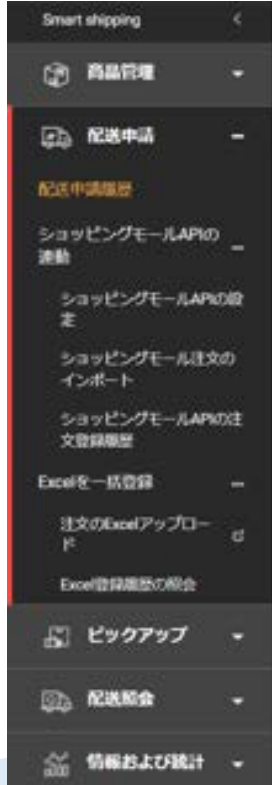 Smart shipping
商品管理
配送申請
配送申請履歴
ショッピングモールAPIの
連動
ショッピングモールAPIの設
定
ショッピングモール注文の
インポート
ショッピングモールAPIの注
文登録履歴
Excelを一括登録
注文のExcelアップロー
ド
Excel登録履歴の照会
ピックアップ
配送照会
情報および統計